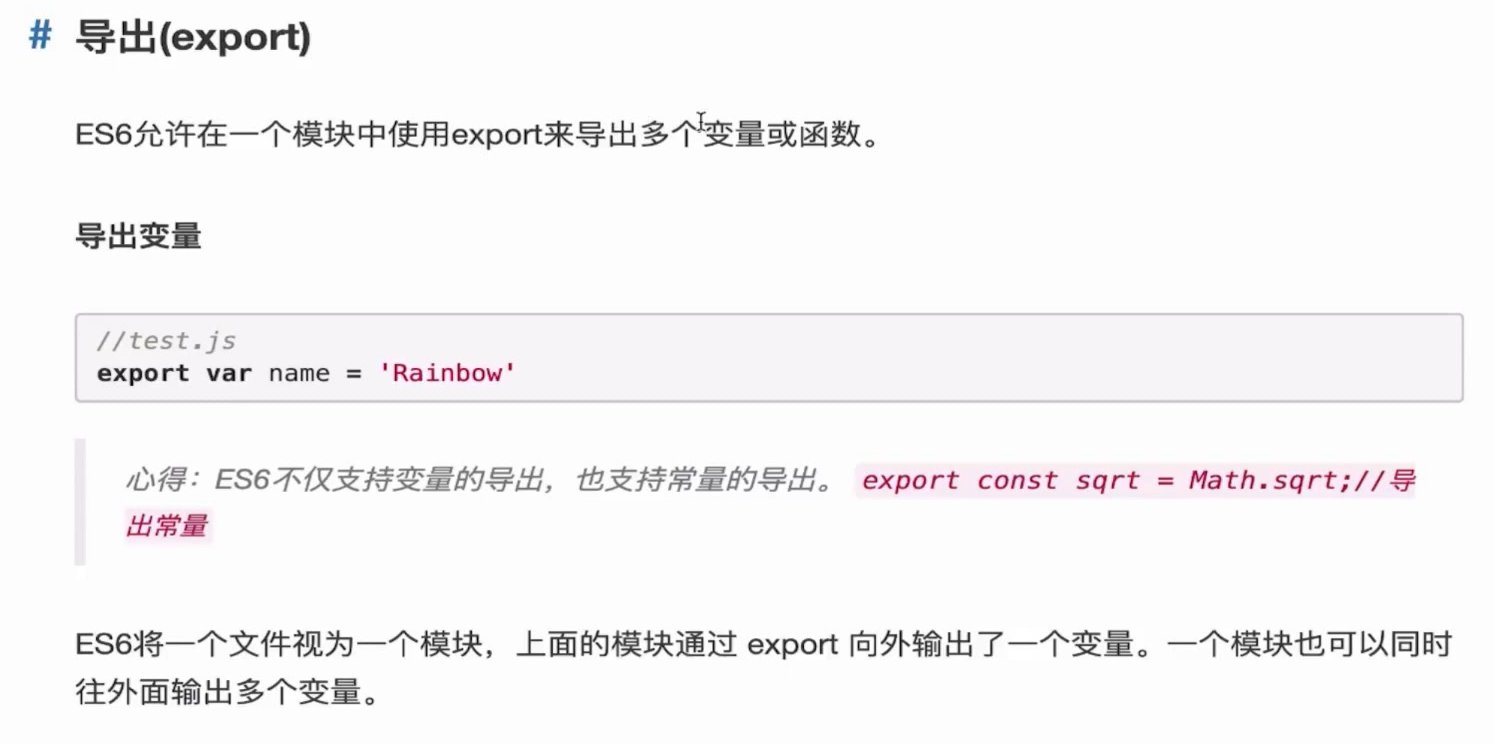 # 导出(export)
ES6允许在一个模块中使用export来导出多个变量或函数。
导出变量
//test.js
export var name = 'Rainbow'
心得：ES6不仅支持变量的导出，也支持常量的导出。 export const sqrt = Math.sqrt;//导
出常量
ES6将一个文件视为一个模块，上面的模块通过 export 向外输出了一个变量。一个模块也可以同时
往外面输出多个变量。